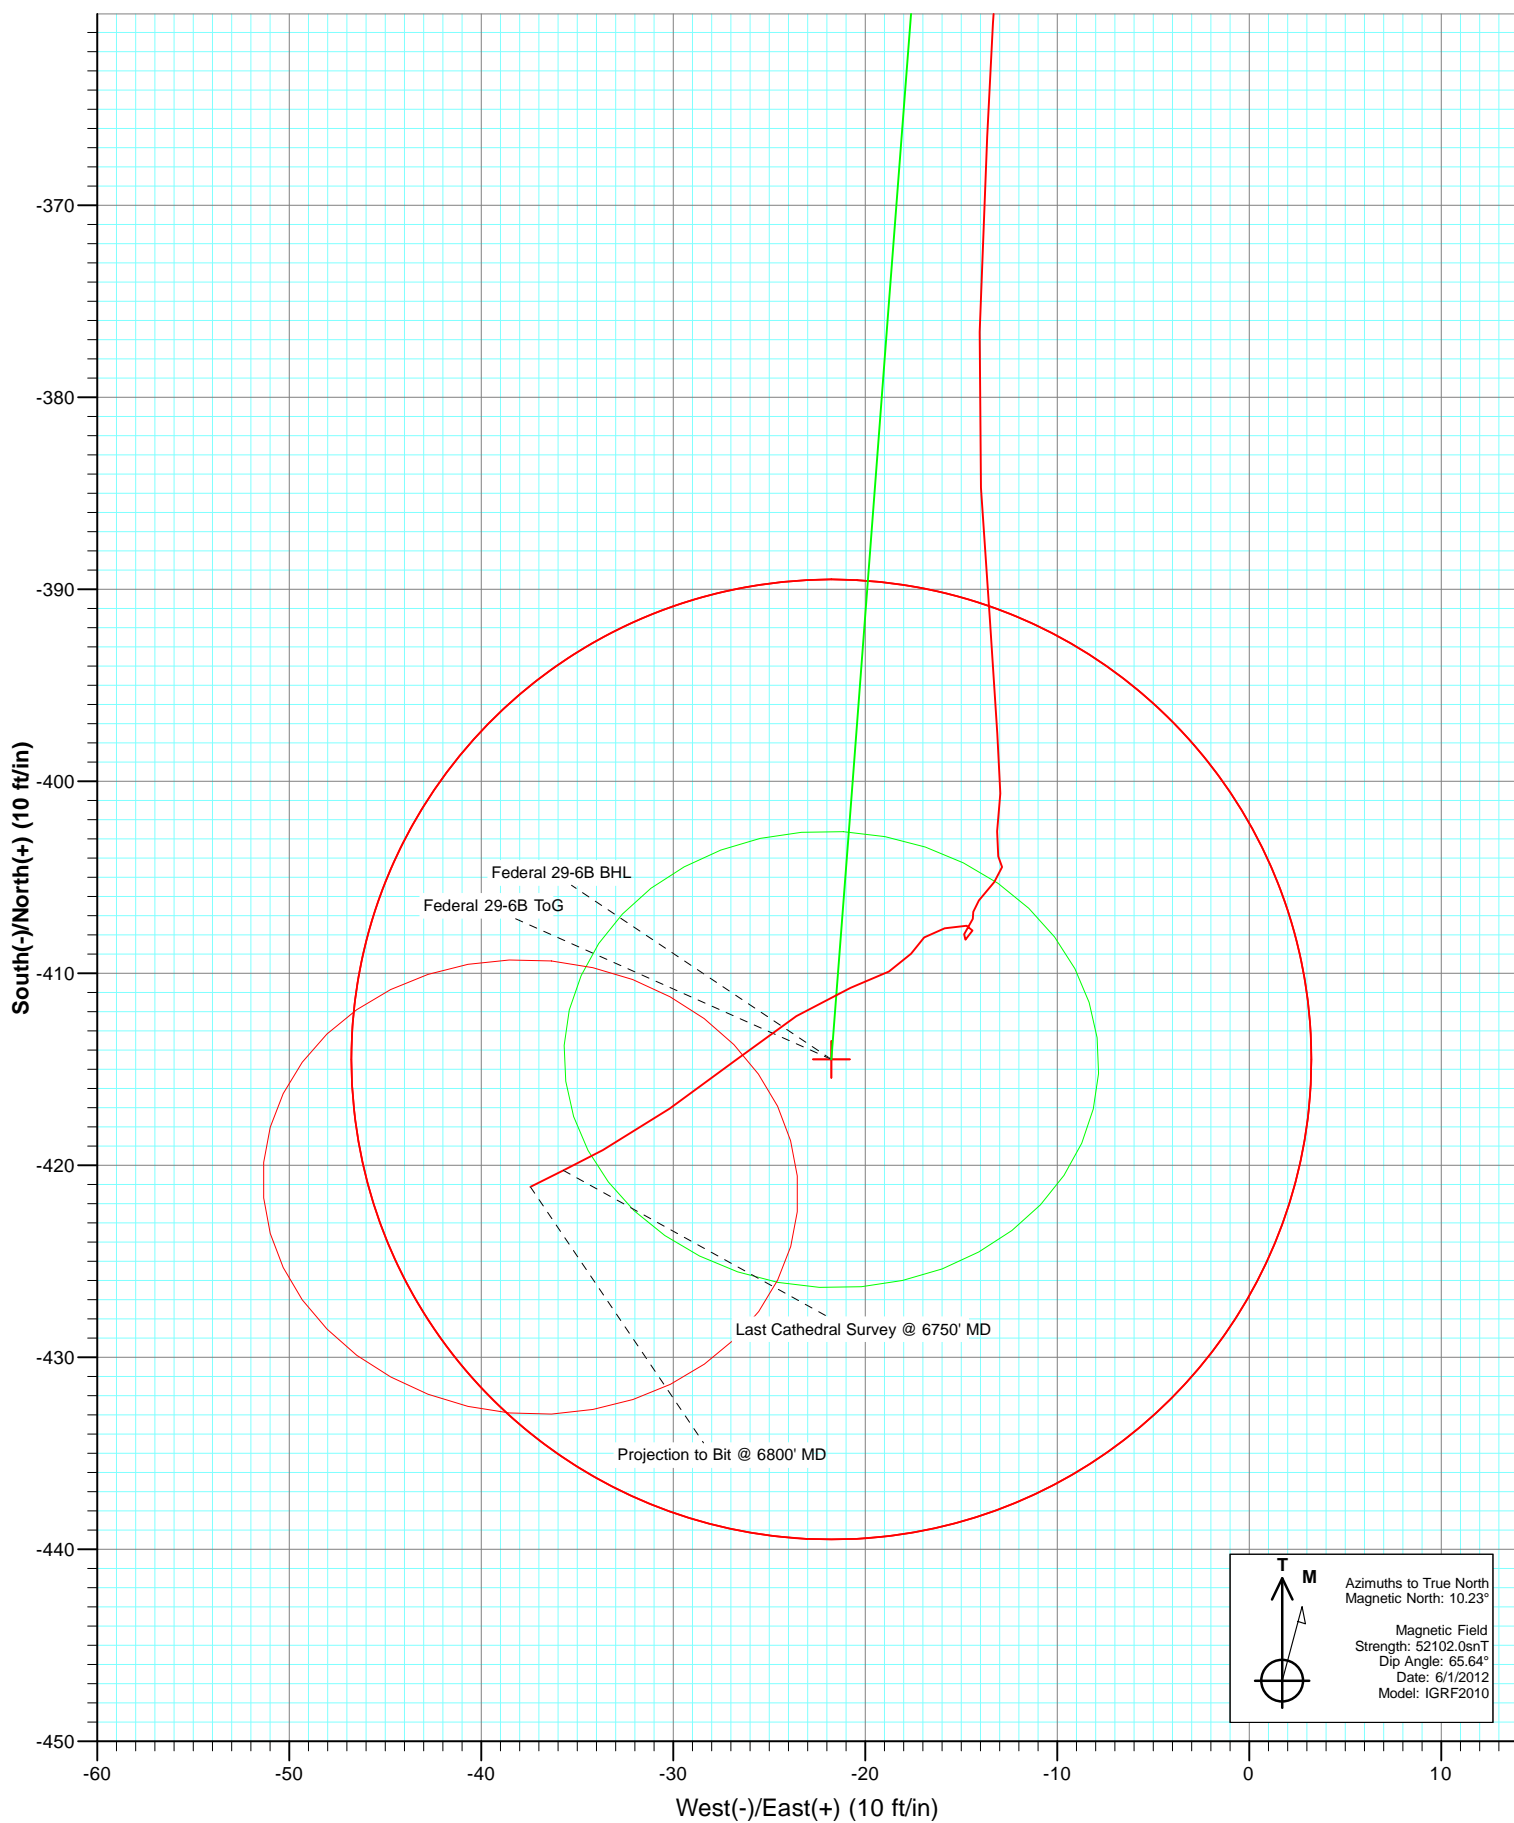 -370
-380
-390
-400
Federal 29-6B BHL
Federal 29-6B ToG
South(-)/North(+) (10 ft/in)
-410
-420
Last Cathedral Survey @ 6750' MD
-430
Projection to Bit @ 6800' MD
-440
T
M
Azimuths to True North
Magnetic North: 10.23°
Magnetic Field
Strength: 52102.0snT
Dip Angle: 65.64°
Date: 6/1/2012
Model: IGRF2010
-450
-60 -50 -40 -30 -20 -10 0 10
West(-)/East(+) (10 ft/in)